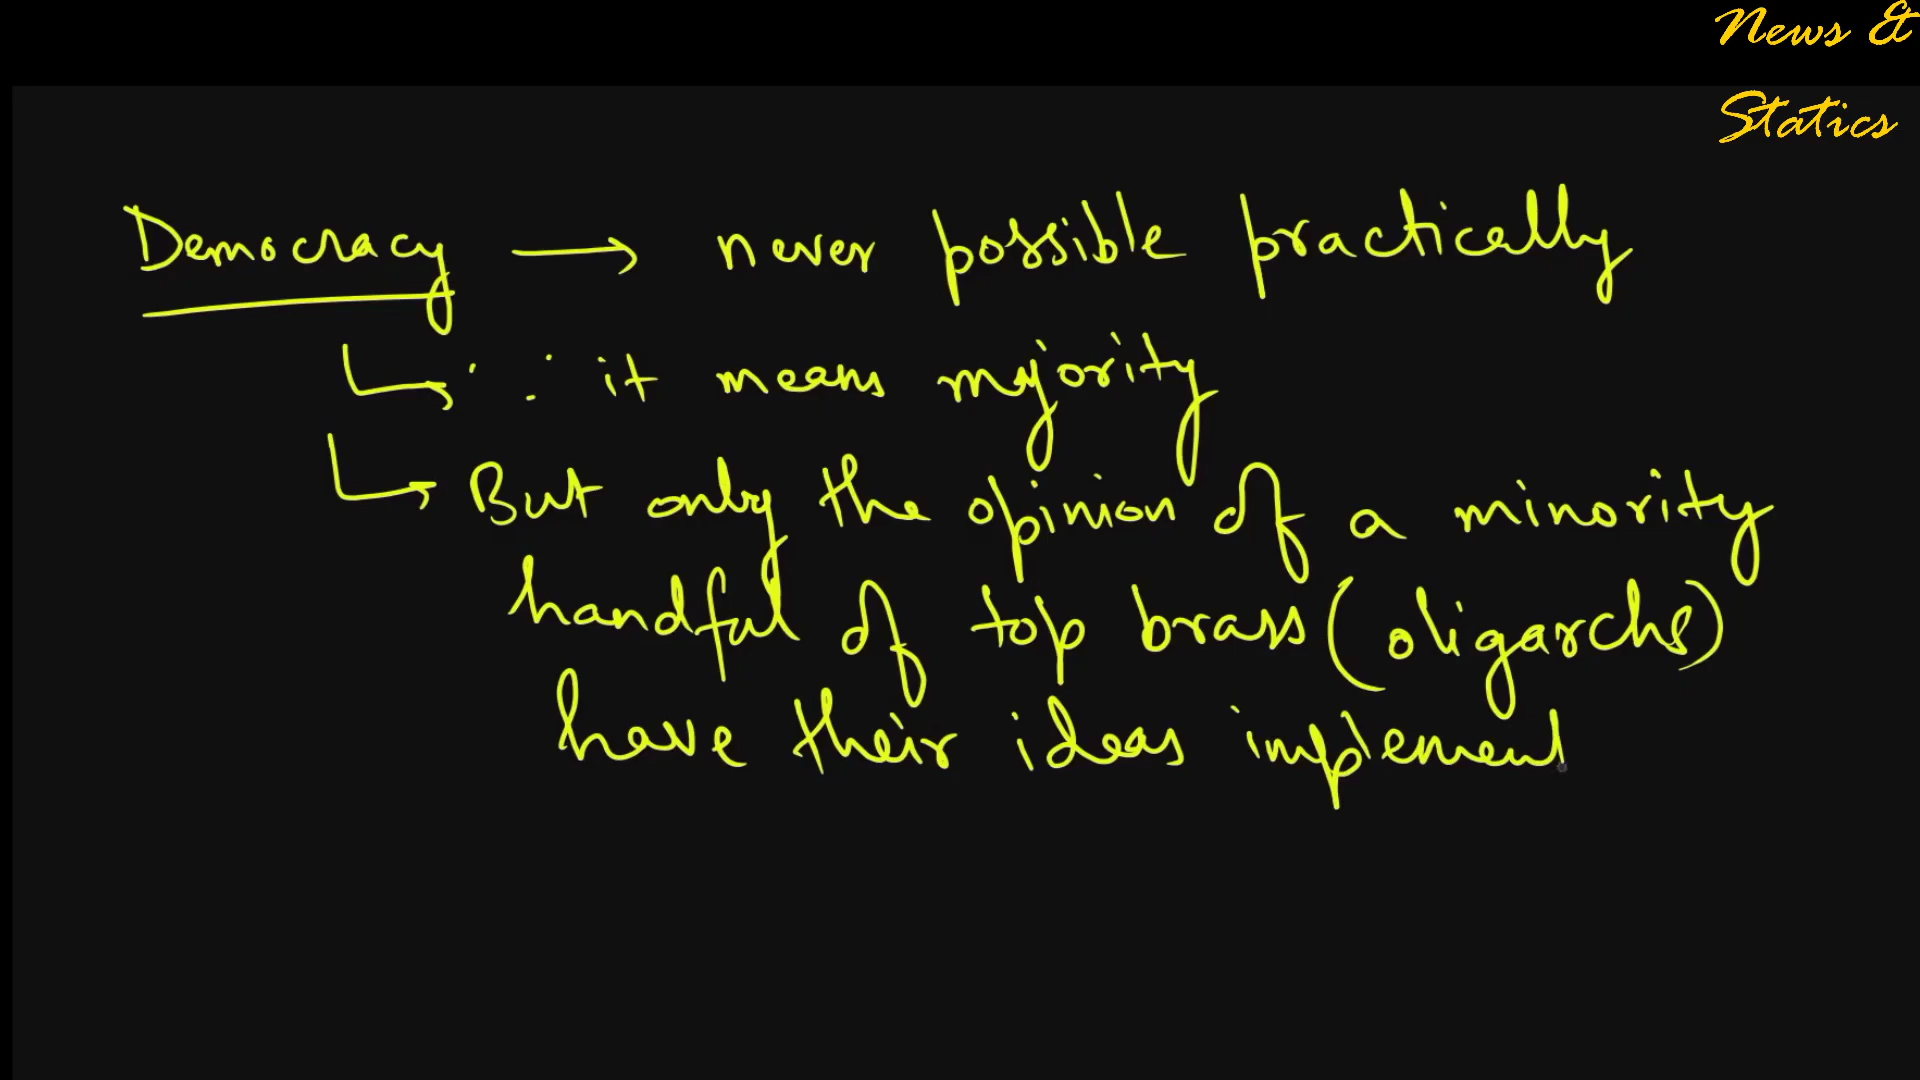 News &
Statics
Democracy → never possible practically
↳ ∴ it means majority
↳ But only the opinion of a minority
handful of top brass (oligarchs)
have their ideas implement